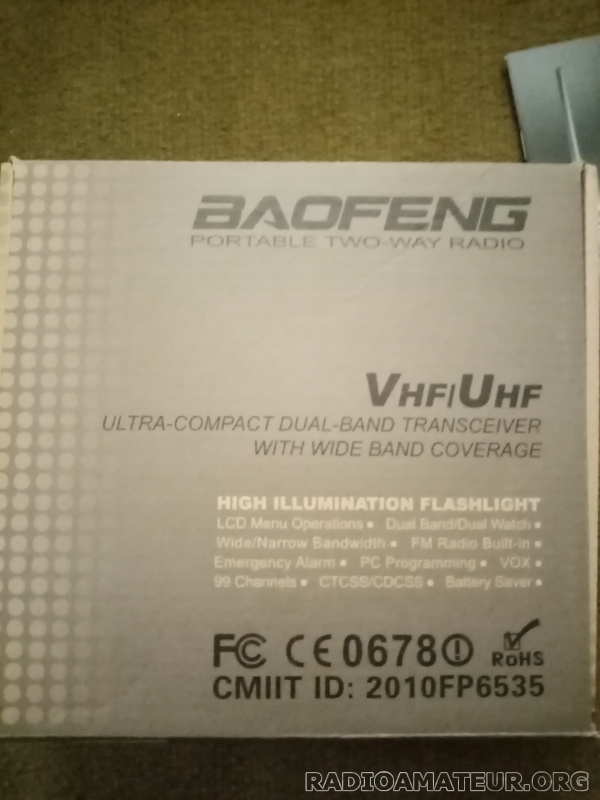 BAOFENG
PORTABLE TWO-WAY RADIO
VHF/UHF
ULTRA-COMPACT DUAL-BAND TRANSCEIVER
WITH WIDE BAND COVERAGE
HIGH ILLUMINATION FLASHLIGHT
LCD Menu Operations • Dual Band/Dual Watch •
Wide/Narrow Bandwidth • FM Radio Built-in •
Emergency Alarm • PC Programming • VOX •
99 Channels • CTCSS/CDCSS • Battery Saver •
FC CE0678 RoHS
CMIIT ID: 2010FP6535
RADIOAMATEUR.ORG